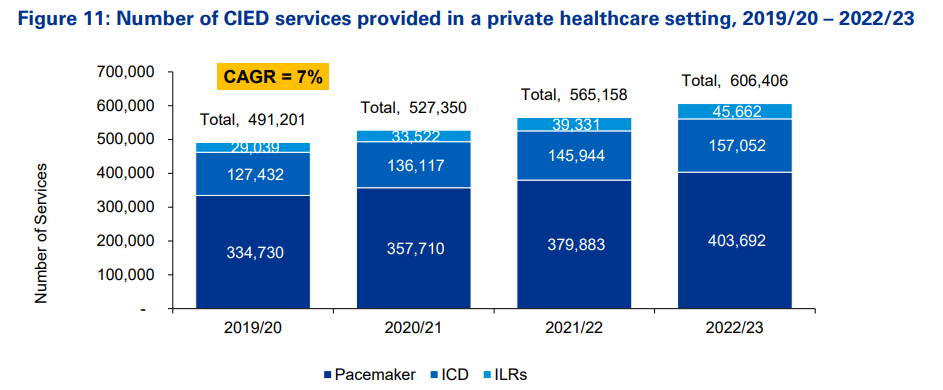 Figure 11: Number of CIED services provided in a private healthcare setting, 2019/20 – 2022/23
CAGR = 7%
Number of Services
700,000
600,000
500,000
400,000
300,000
200,000
100,000
-
Total, 491,201
29,039
127,432
334,730
Total, 527,350
33,522
136,117
357,710
Total, 565,158
39,331
145,944
379,883
Total, 606,406
45,662
157,052
403,692
2019/20 2020/21 2021/22 2022/23
Pacemaker ICD ILRs